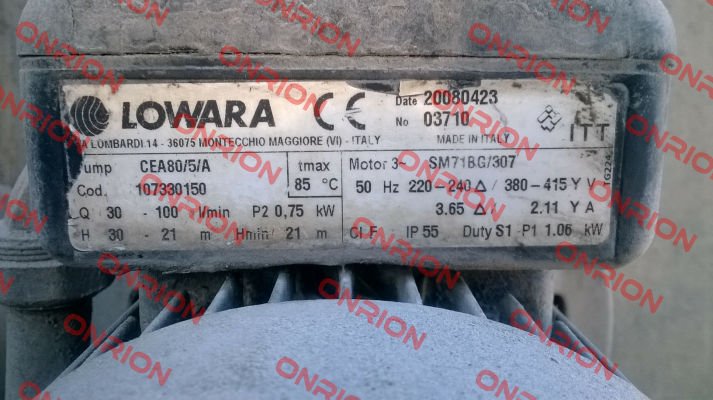 LOWARA CE Date 20080423
No 03710 ITT
LOMBARDI.14 - 36075 MONTECCHIO MAGGIORE (VI) - ITALY MADE IN ITALY
ump CEA80/5/A tmax Motor 3~ SM71BG/307
Cod. 107330150 85 °C 50 Hz 220-240 Δ / 380-415 Y V
Q 30 - 100 l/min P2 0,75 kW 3.65 Δ 2.11 Y A
H 30 - 21 m Hmin 21 m Cl.F IP 55 Duty S1 P1 1.06 kW
ONRION